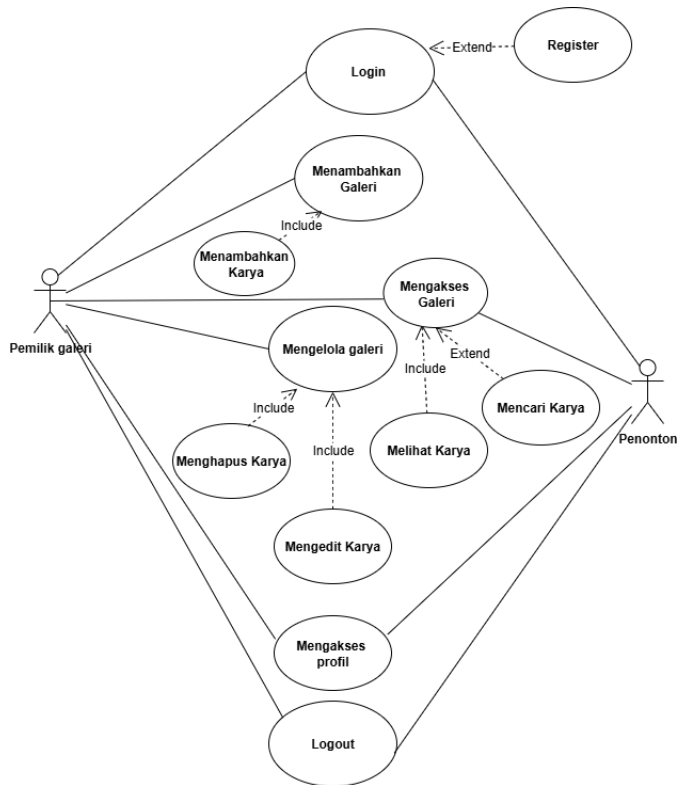 Login
Extend
Register
Menambahkan
Galeri
Include
Menambahkan
Karya
Mengakses
Galeri
Pemilik galeri
Mengelola galeri
Extend
Include
Include
Mencari Karya
Penonton
Menghapus Karya
Include
Melihat Karya
Mengedit Karya
Mengakses
profil
Logout